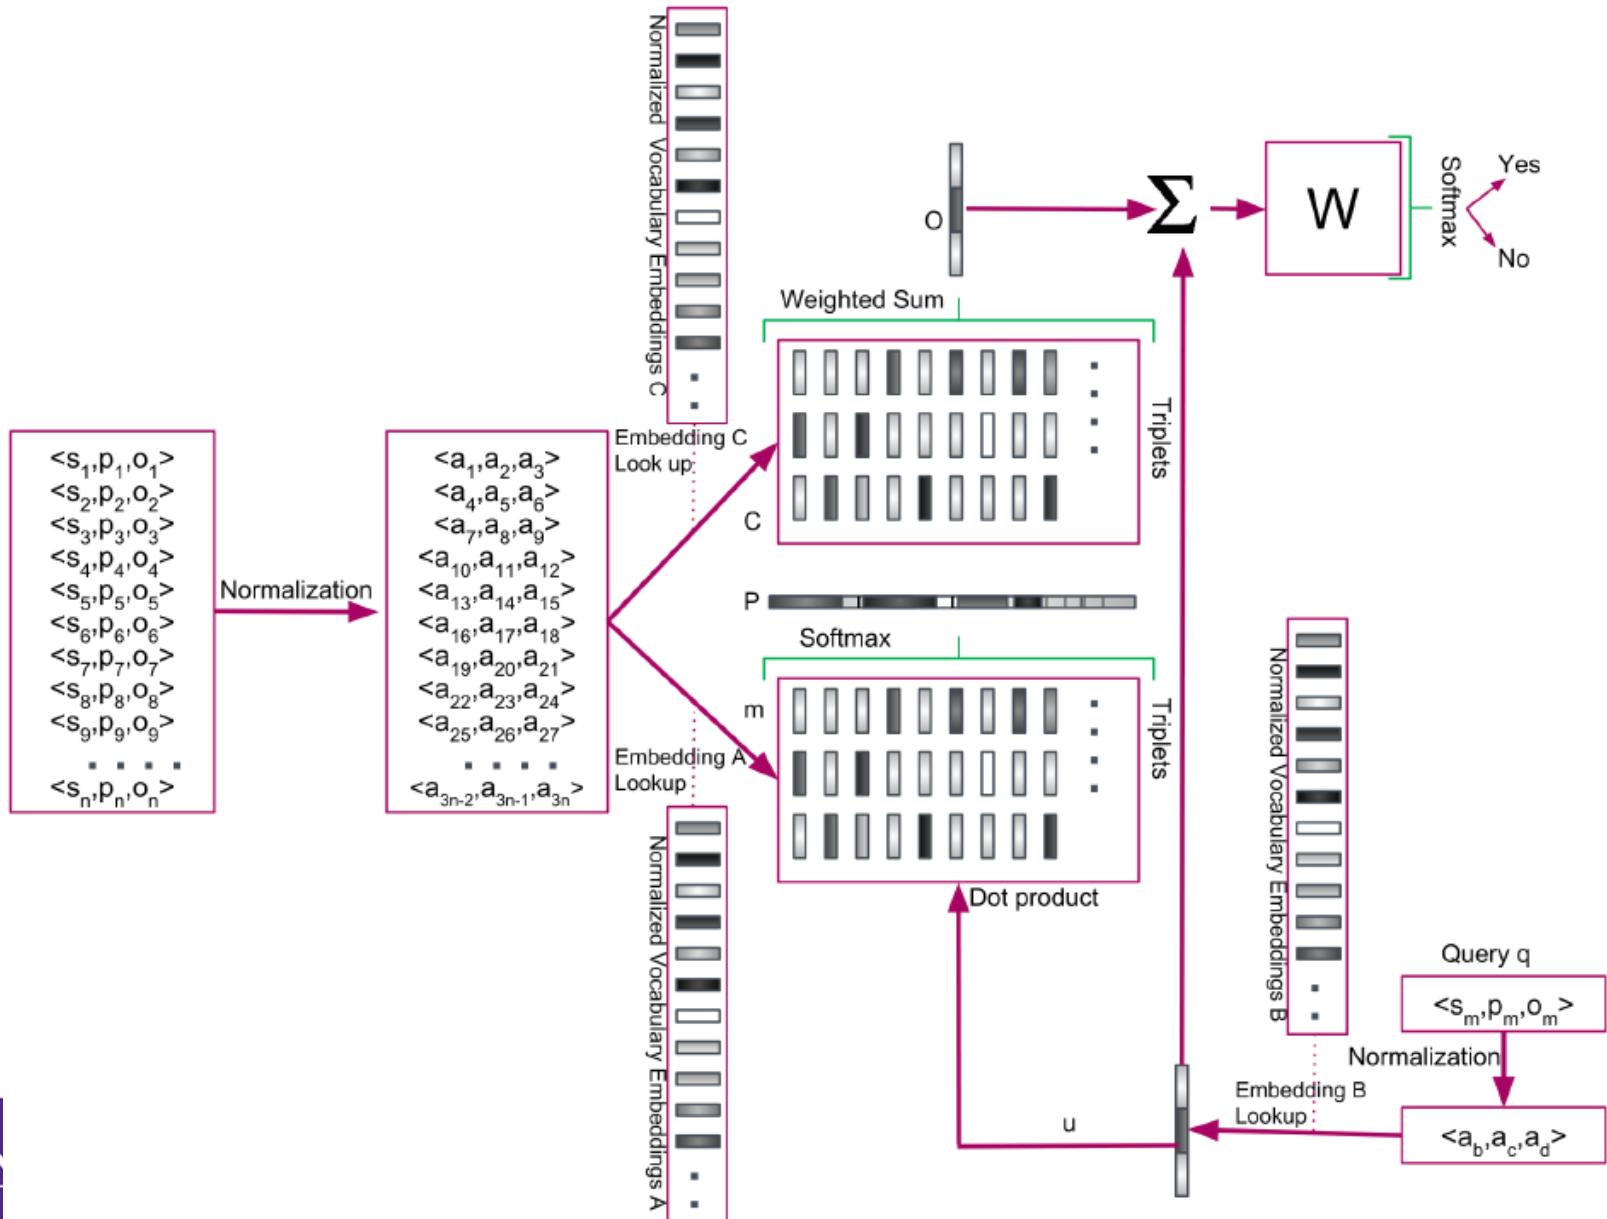 Normalized Vocabulary Embeddings C
O
Σ
W
Softmax
Yes
No
Weighted Sum
Triplets
C
Embedding C
Look up
<s1,p1,o1>
<s2,p2,o2>
<s3,p3,o3>
<s4,p4,o4>
<s5,p5,o5>
<s6,p6,o6>
<s7,p7,o7>
<s8,p8,o8>
<s9,p9,o9>
. . . .
<sn,pn,on>
Normalization
<a1,a2,a3>
<a4,a5,a6>
<a7,a8,a9>
<a10,a11,a12>
<a13,a14,a15>
<a16,a17,a18>
<a19,a20,a21>
<a22,a23,a24>
<a25,a26,a27>
. . . .
<a3n-2,a3n-1,a3n>
P
Softmax
m
Triplets
Embedding A
Lookup
Normalized Vocabulary Embeddings A
Dot product
u
Normalized Vocabulary Embeddings B
Query q
<sm,pm,om>
Normalization
Embedding B
Lookup
<ab,ac,ad>